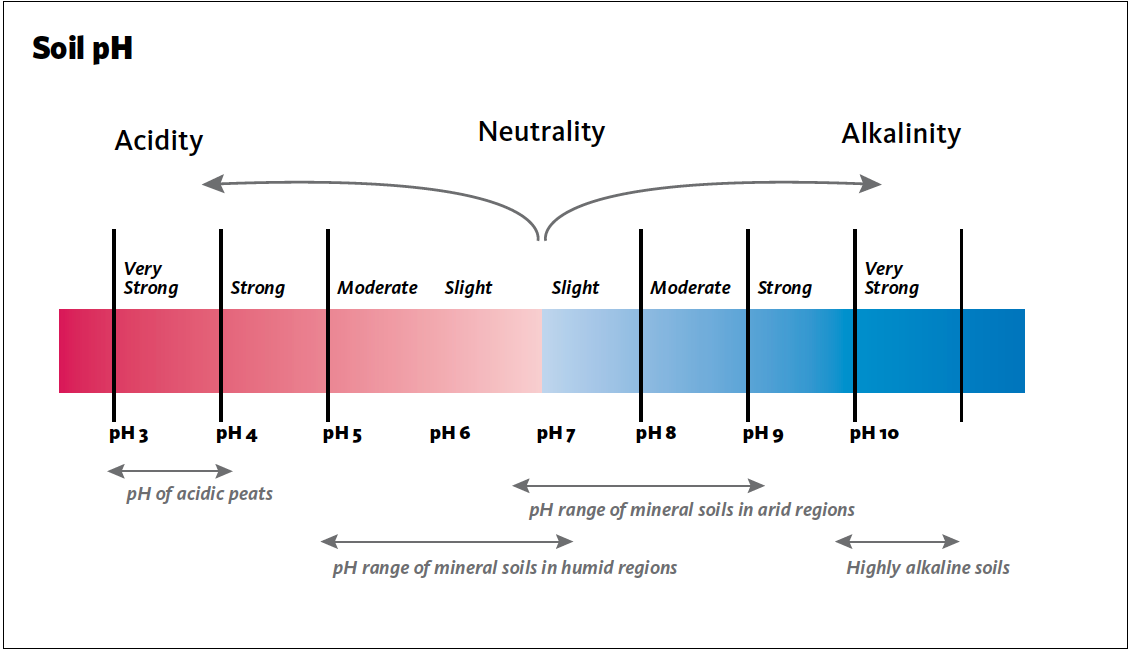 Soil pH
Acidity
Neutrality
Alkalinity
Very
Strong
Strong
Moderate
Slight
Slight
Moderate
Strong
Very
Strong
pH 3
pH 4
pH 5
pH 6
pH 7
pH 8
pH 9
pH 10
pH of acidic peats
pH range of mineral soils in arid regions
pH range of mineral soils in humid regions
Highly alkaline soils